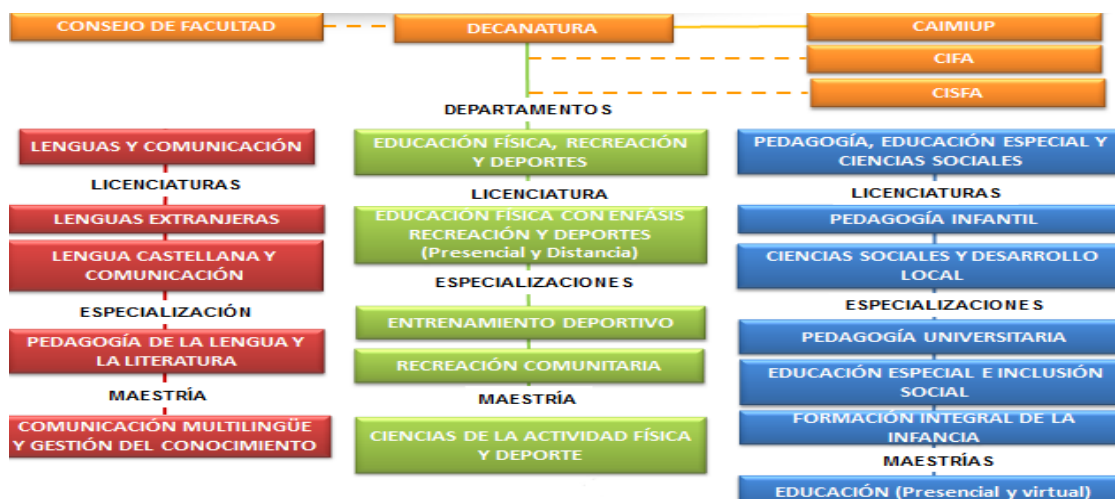 CONSEJO DE FACULTAD
DECANATURA
CAIMIUP
CIFA
CISFA
DEPARTAMENTOS
LENGUAS Y COMUNICACIÓN
LICENCIATURAS
LENGUAS EXTRANJERAS
LENGUA CASTELLANA Y
COMUNICACIÓN
ESPECIALIZACIÓN
PEDAGOGÍA DE LA LENGUA Y
LA LITERATURA
MAESTRÍA
COMUNICACIÓN MULTILINGÜE
Y GESTIÓN DEL CONOCIMIENTO
EDUCACIÓN FÍSICA, RECREACIÓN
Y DEPORTES
LICENCIATURA
EDUCACIÓN FÍSICA CON ENFÁSIS
RECREACIÓN Y DEPORTES
(Presencial y Distancia)
ESPECIALIZACIONES
ENTRENAMIENTO DEPORTIVO
RECREACIÓN COMUNITARIA
MAESTRÍA
CIENCIAS DE LA ACTIVIDAD FÍSICA
Y DEPORTE
PEDAGOGÍA, EDUCACIÓN ESPECIAL Y
CIENCIAS SOCIALES
LICENCIATURAS
PEDAGOGÍA INFANTIL
CIENCIAS SOCIALES Y DESARROLLO
LOCAL
ESPECIALIZACIONES
PEDAGOGÍA UNIVERSITARIA
EDUCACIÓN ESPECIAL E INCLUSIÓN
SOCIAL
FORMACIÓN INTEGRAL DE LA
INFANCIA
MAESTRÍAS
EDUCACIÓN (Presencial y virtual)